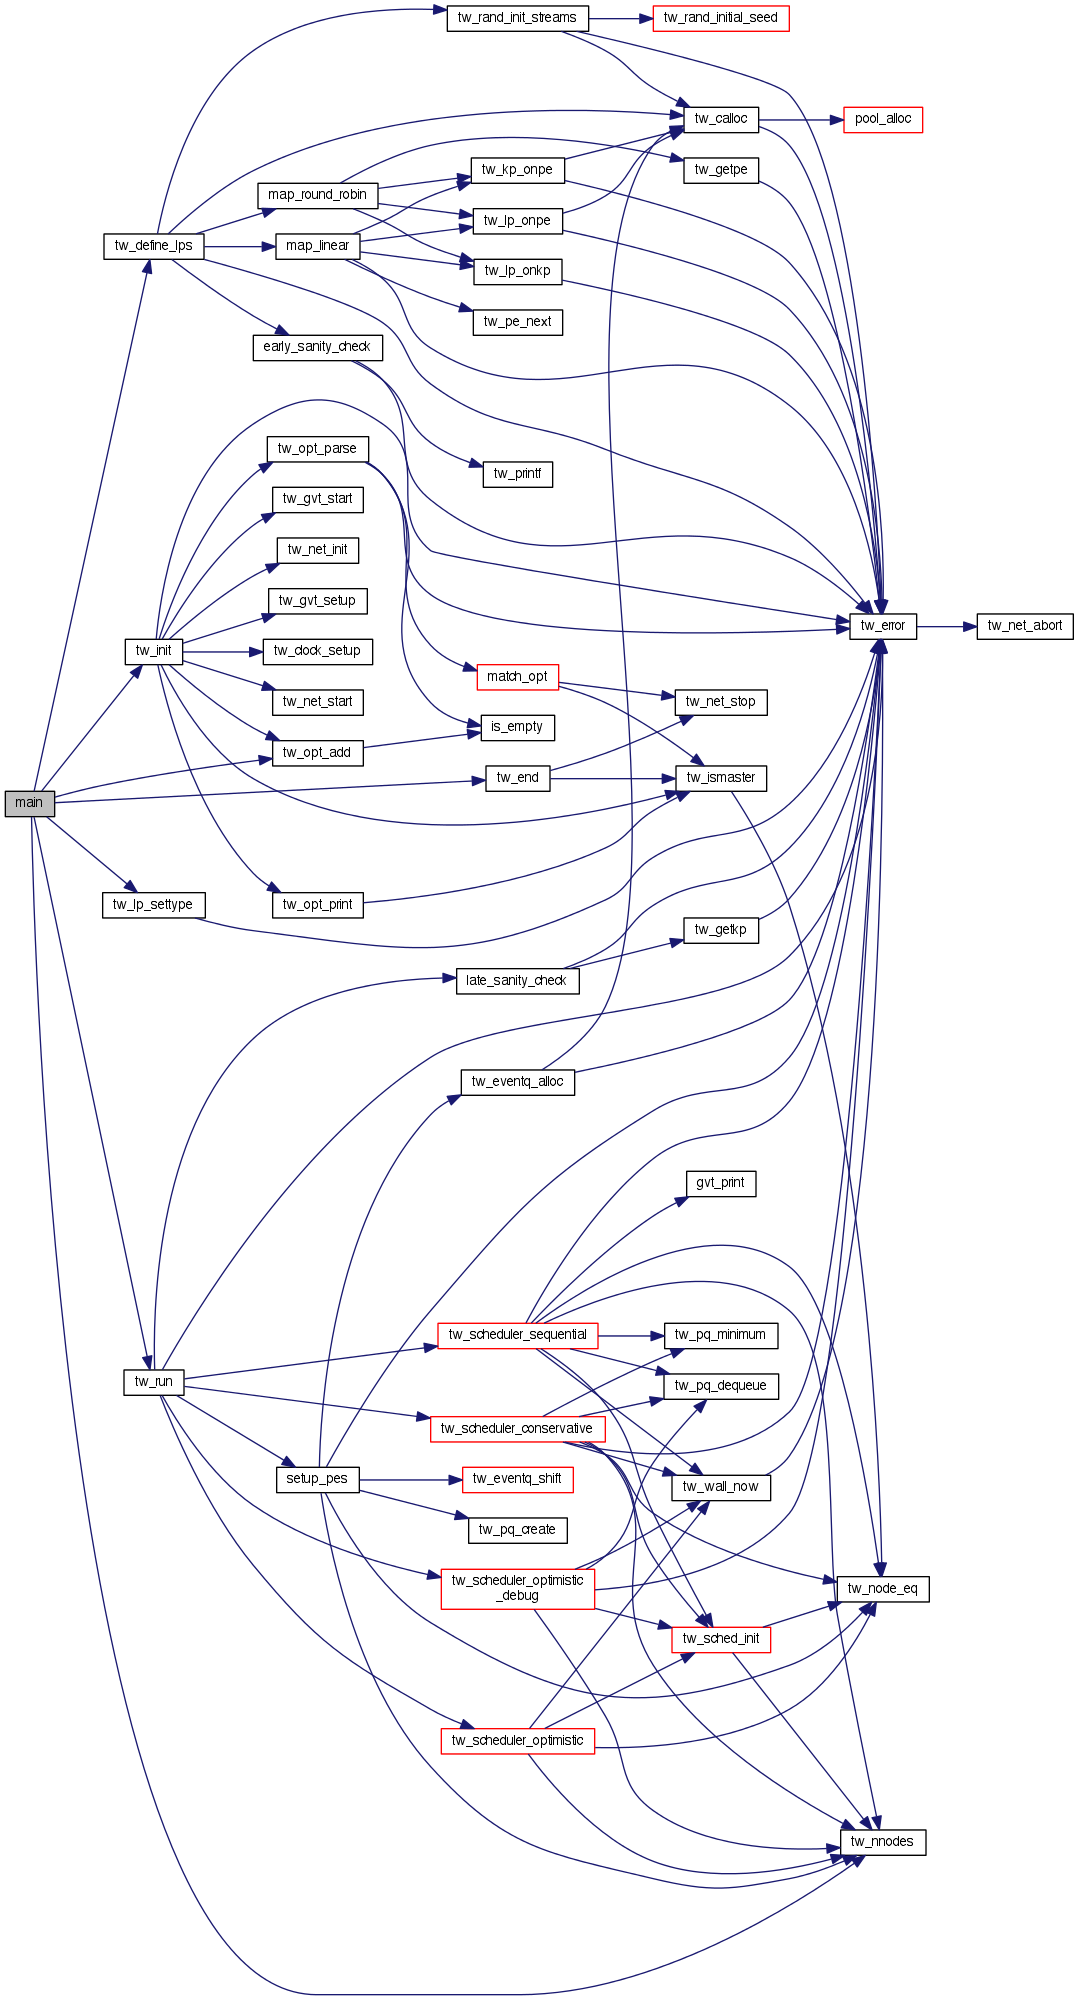 tw_rand_init_streams
tw_rand_initial_seed
tw_calloc
pool_alloc
tw_kp_onpe
tw_getpe
map_round_robin
tw_lp_onpe
tw_define_lps
map_linear
tw_lp_onkp
tw_pe_next
early_sanity_check
tw_opt_parse
tw_printf
tw_gvt_start
tw_net_init
tw_gvt_setup
tw_error
tw_net_abort
tw_init
tw_clock_setup
match_opt
tw_net_start
tw_net_stop
is_empty
tw_opt_add
tw_end
tw_ismaster
main
tw_lp_settype
tw_opt_print
tw_getkp
late_sanity_check
tw_eventq_alloc
gvt_print
tw_scheduler_sequential
tw_pq_minimum
tw_run
tw_pq_dequeue
tw_scheduler_conservative
setup_pes
tw_eventq_shift
tw_wall_now
tw_pq_create
tw_scheduler_optimistic
_debug
tw_node_eq
tw_sched_init
tw_scheduler_optimistic
tw_nnodes